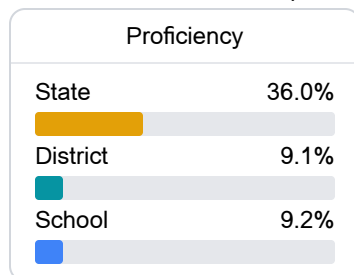 Proficiency
State 36.0%
District 9.1%
School 9.2%